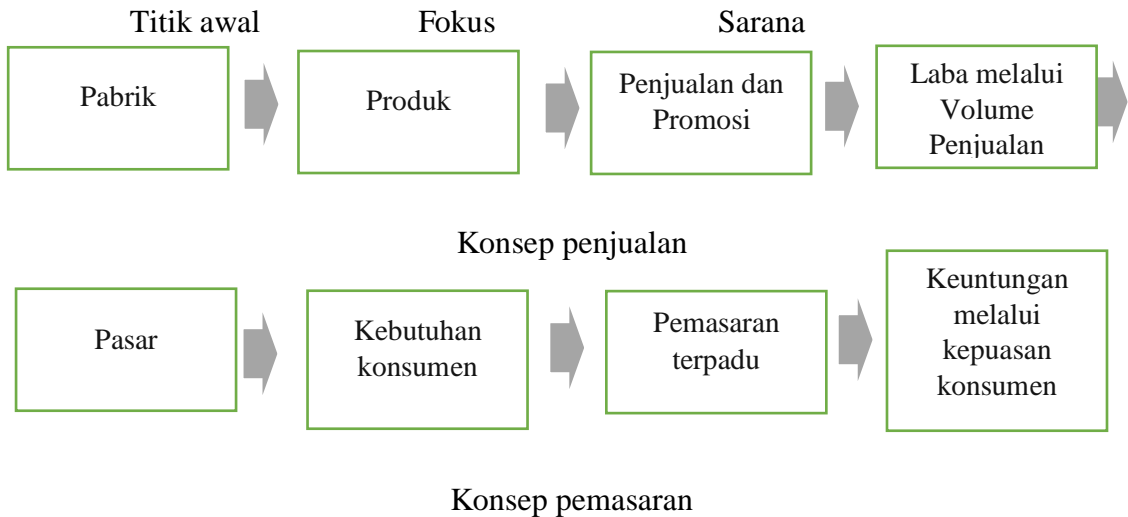 Titik awal
Fokus
Sarana
Pabrik
Produk
Penjualan dan
Promosi
Laba melalui
Volume
Penjualan
Konsep penjualan
Pasar
Kebutuhan
konsumen
Pemasaran
terpadu
Keuntungan
melalui
kepuasan
konsumen
Konsep pemasaran